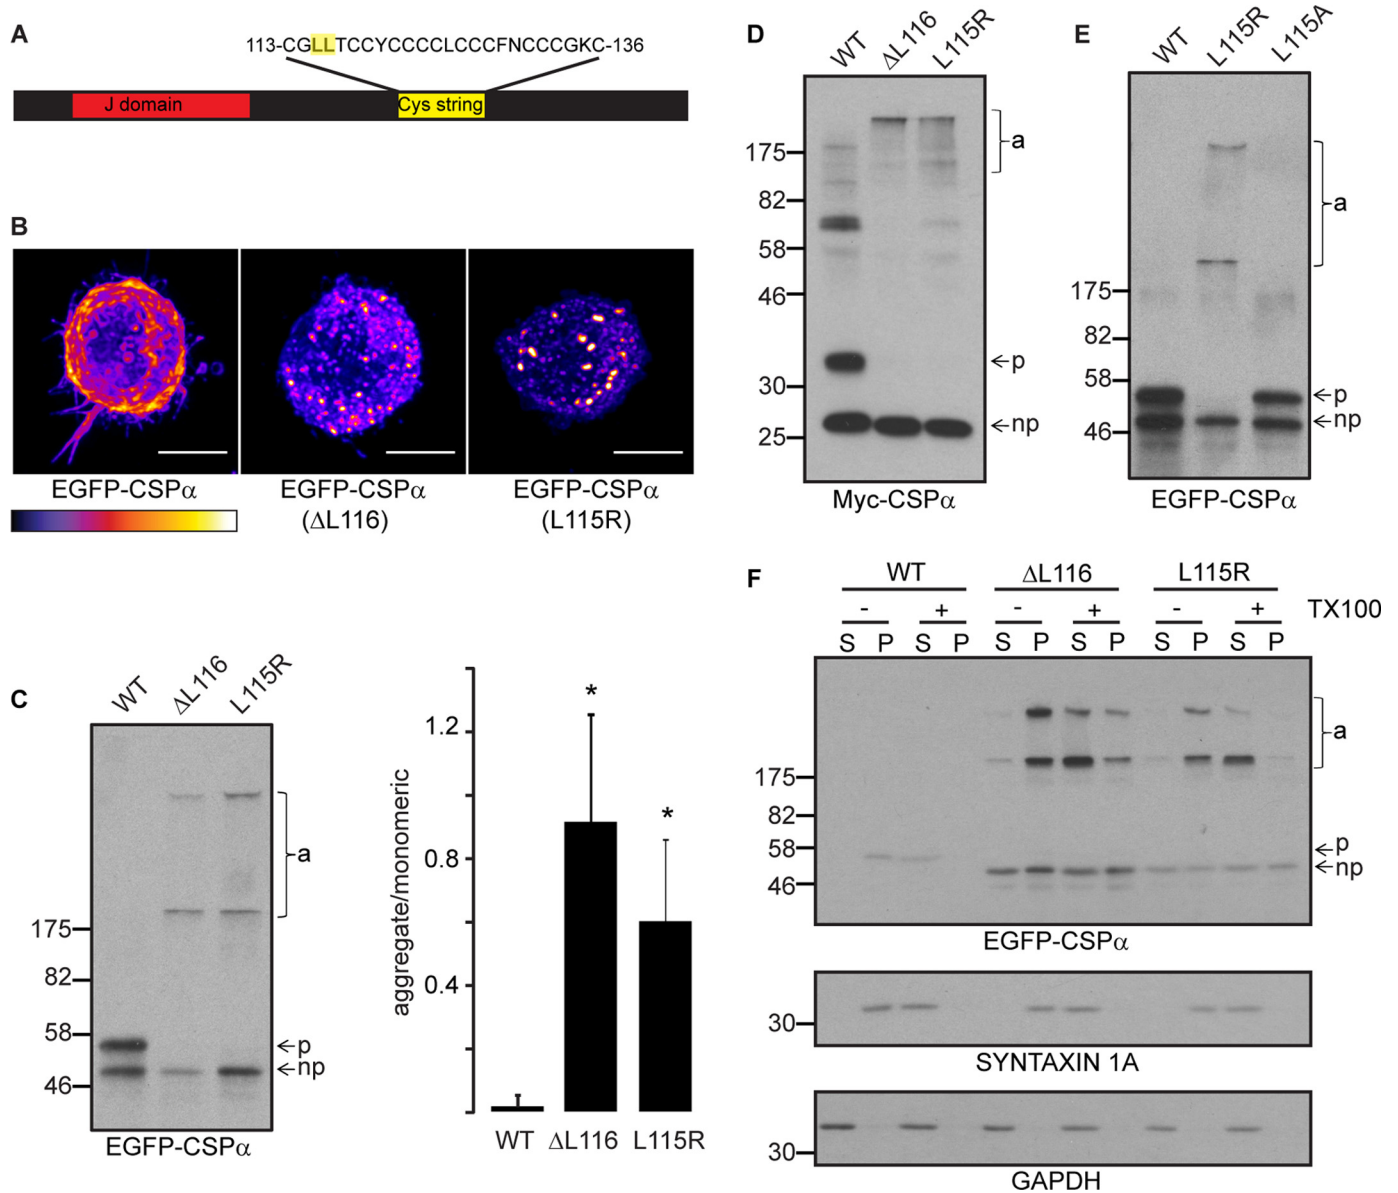 A
113-CGLLTCCYCCCCLCCCFNCCCGKC-136
J domain
Cys string
B
EGFP-CSPα
EGFP-CSPα
(ΔL116)
EGFP-CSPα
(L115R)
C
WT
ΔL116
L115R
175
82
58
46
a
←p
←np
EGFP-CSPα
aggregate/monomeric
1.2
0.8
0.4
*
*
WT
ΔL116
L115R
D
WT
ΔL116
L115R
175
82
58
46
30
25
a
←p
←np
Myc-CSPα
E
WT
L115R
L115A
175
82
58
46
a
←p
←np
EGFP-CSPα
F
WT ΔL116 L115R
- + - + - + TX100
S P S P S P S P S P S P
175
82
58
46
a
←p
←np
EGFP-CSPα
30
SYNTAXIN 1A
30
GAPDH